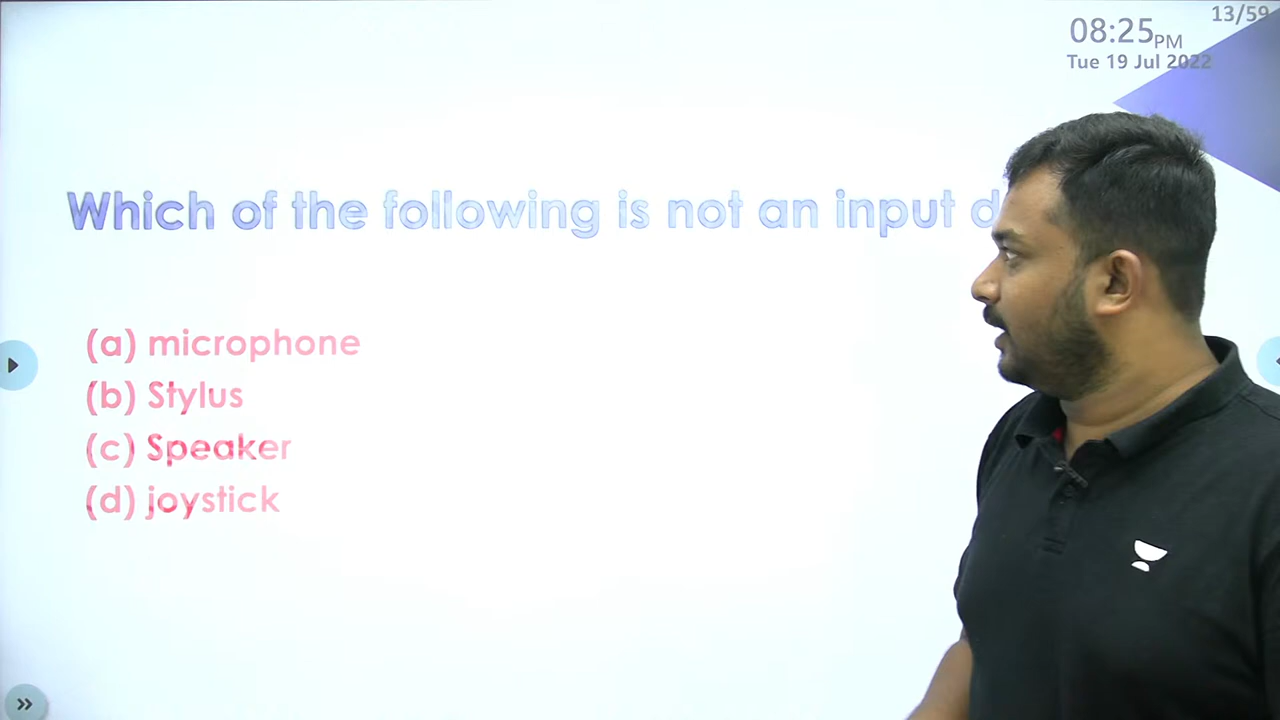 13/59
08:25PM
Tue 19 Jul 2022
Which of the following is not an input
(a) microphone
(b) Stylus
(c) Speaker
(d) joystick